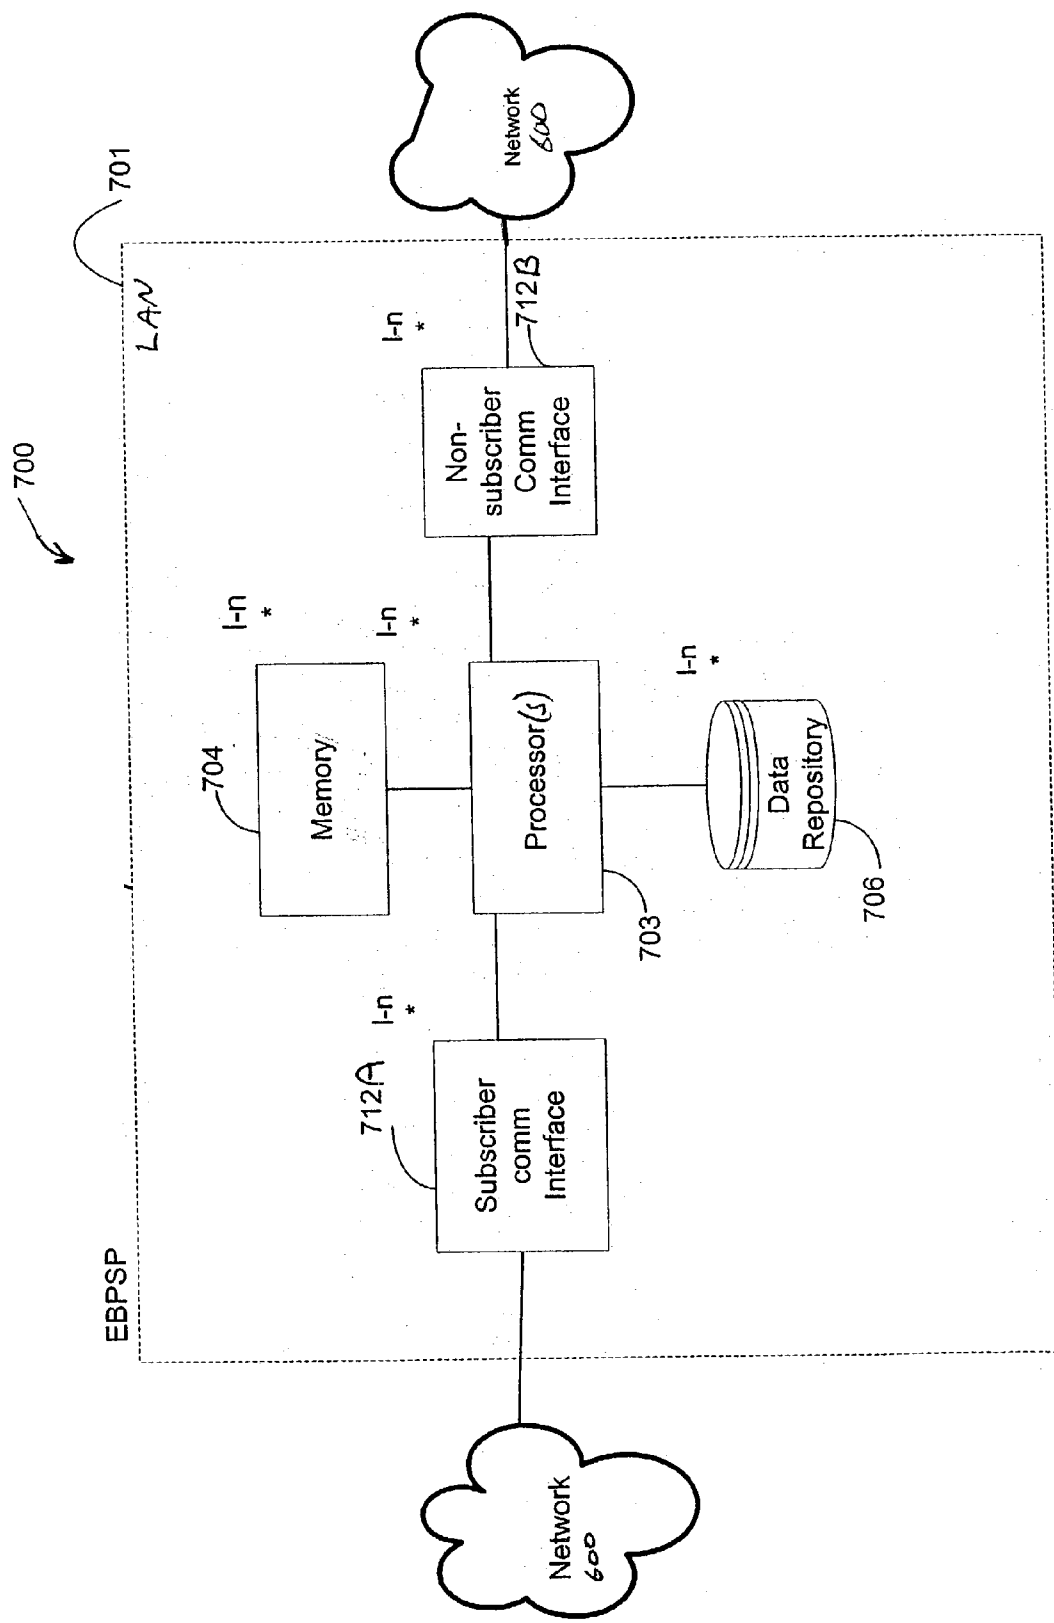 700
701
EBPSP
LAN
704
I-n
*
Memory
712A
I-n
*
I-n
*
I-n
*
Subscriber
comm
Interface
Processor(s)
Non-
subscriber
Comm
Interface
712B
Network
600
Network
600
703
I-n
*
Data
Repository
706